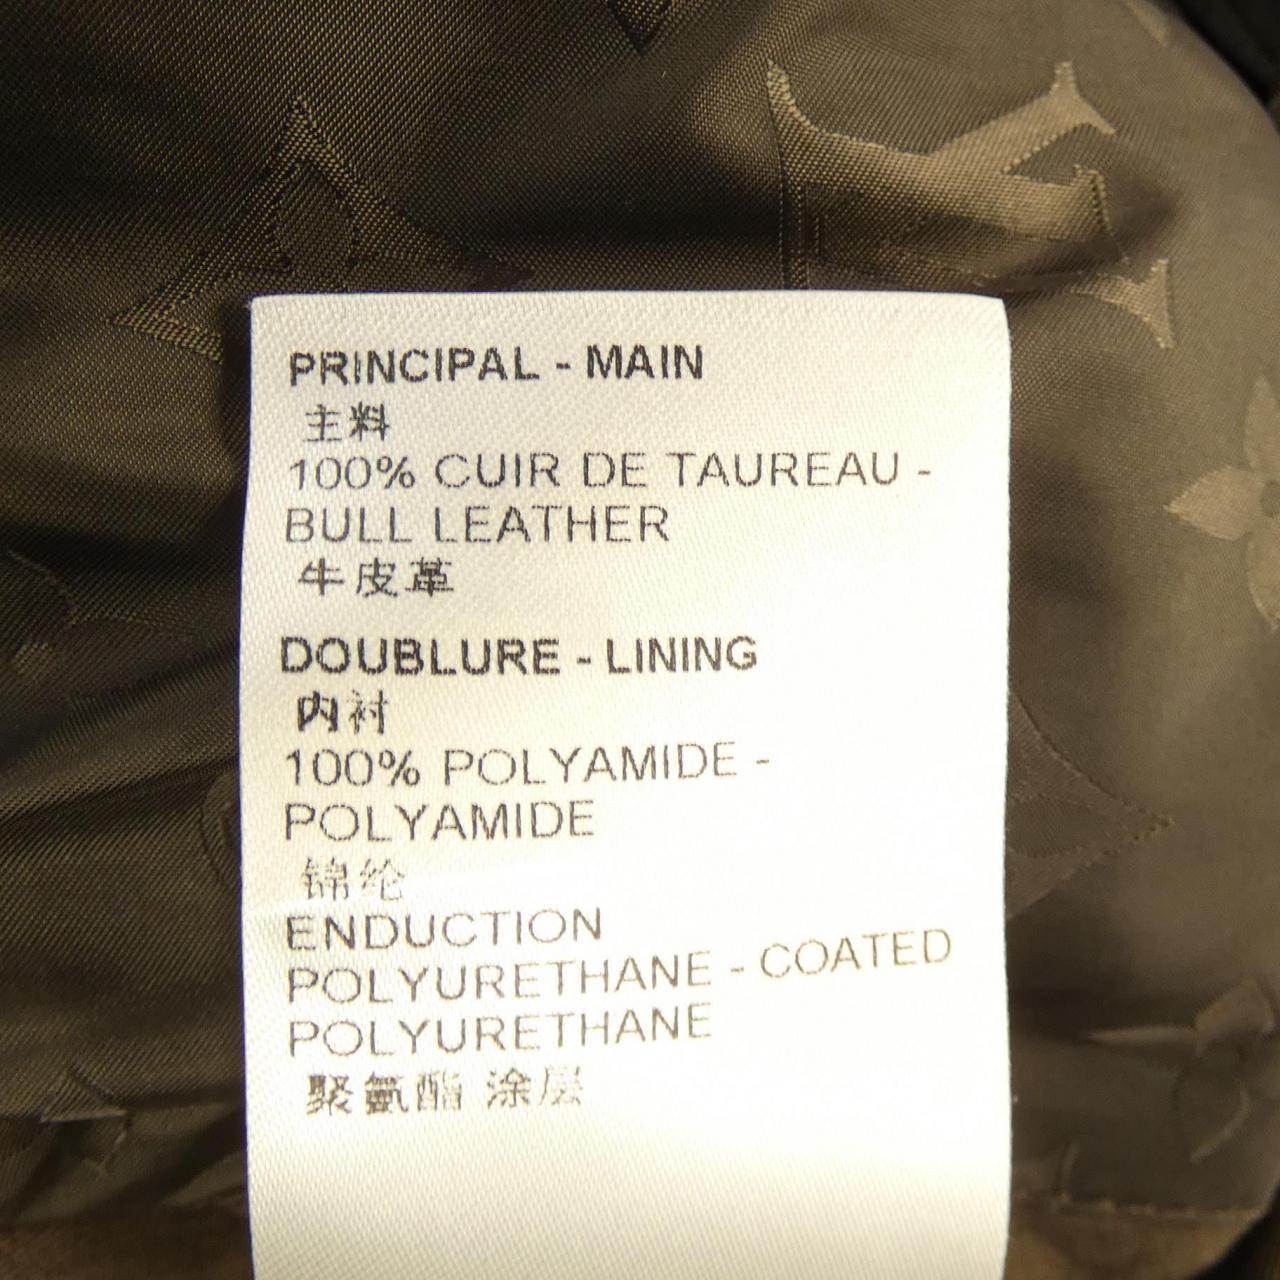 PRINCIPAL - MAIN
主料
100% CUIR DE TAUREAU -
BULL LEATHER
牛皮革
DOUBLURE - LINING
内衬
100% POLYAMIDE -
POLYAMIDE
锦纶
ENDUCTION
POLYURETHANE - COATED
POLYURETHANE
聚氨酯 涂层